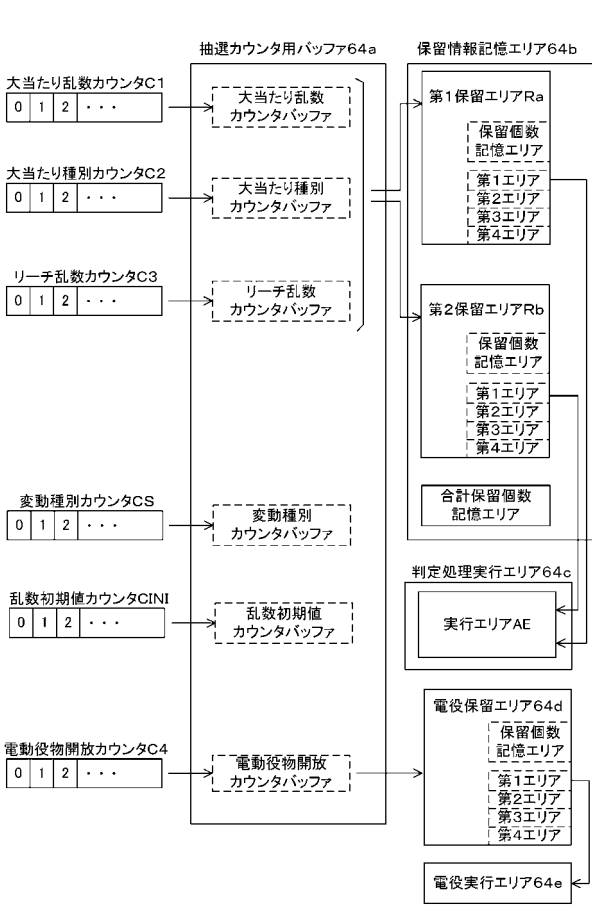 抽選カウンタ用バッファ64a
大当たり乱数カウンタC1
0 1 2 ・・・
大当たり乱数
カウンタバッファ
大当たり種別カウンタC2
0 1 2 ・・・
大当たり種別
カウンタバッファ
リーチ乱数カウンタC3
0 1 2 ・・・
リーチ乱数
カウンタバッファ
変動種別カウンタCS
0 1 2 ・・・
変動種別
カウンタバッファ
乱数初期値カウンタCINI
0 1 2 ・・・
乱数初期値
カウンタバッファ
電動役物開放カウンタC4
0 1 2 ・・・
電動役物開放
カウンタバッファ
保留情報記憶エリア64b
第1保留エリアRa
保留個数
記憶エリア
第1エリア
第2エリア
第3エリア
第4エリア
第2保留エリアRb
保留個数
記憶エリア
第1エリア
第2エリア
第3エリア
第4エリア
合計保留個数
記憶エリア
判定処理実行エリア64c
実行エリアAE
電役保留エリア64d
保留個数
記憶エリア
第1エリア
第2エリア
第3エリア
第4エリア
電役実行エリア64e